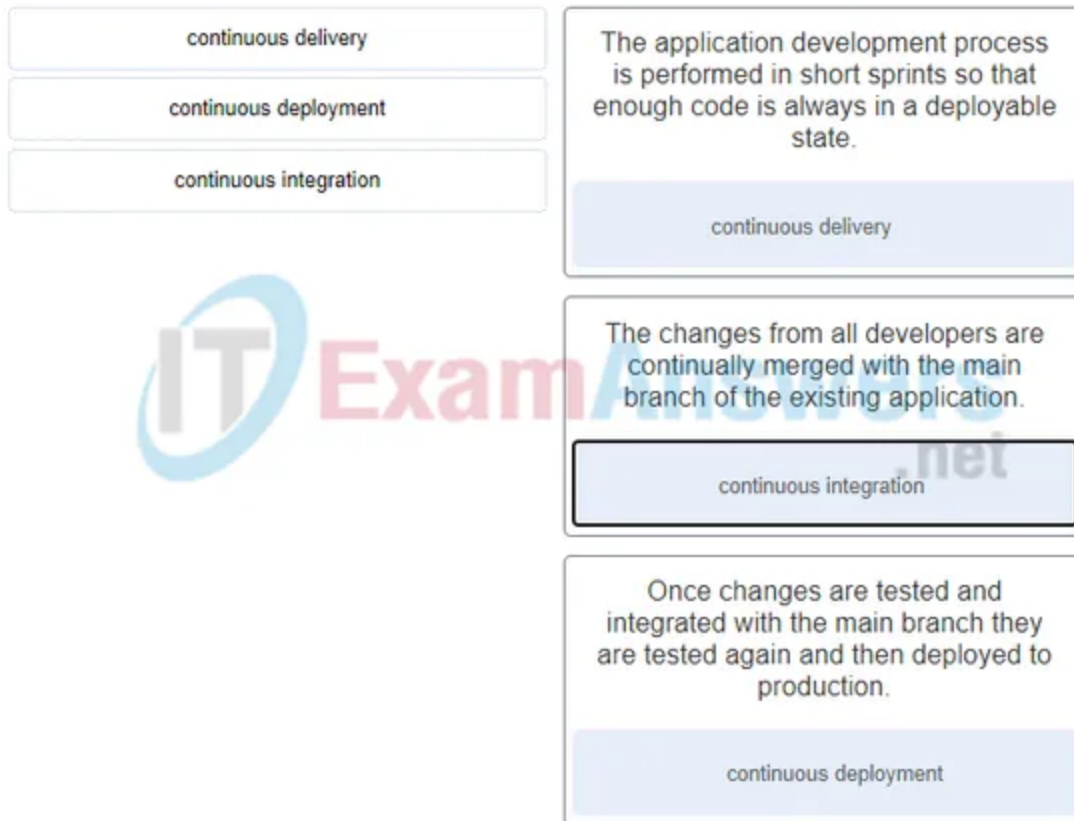 continuous delivery
continuous deployment
continuous integration
The application development process
is performed in short sprints so that
enough code is always in a deployable
state.
continuous delivery
The changes from all developers are
continually merged with the main
branch of the existing application.
continuous integration
Once changes are tested and
integrated with the main branch they
are tested again and then deployed to
production.
continuous deployment
IT ExamAnswers
.net